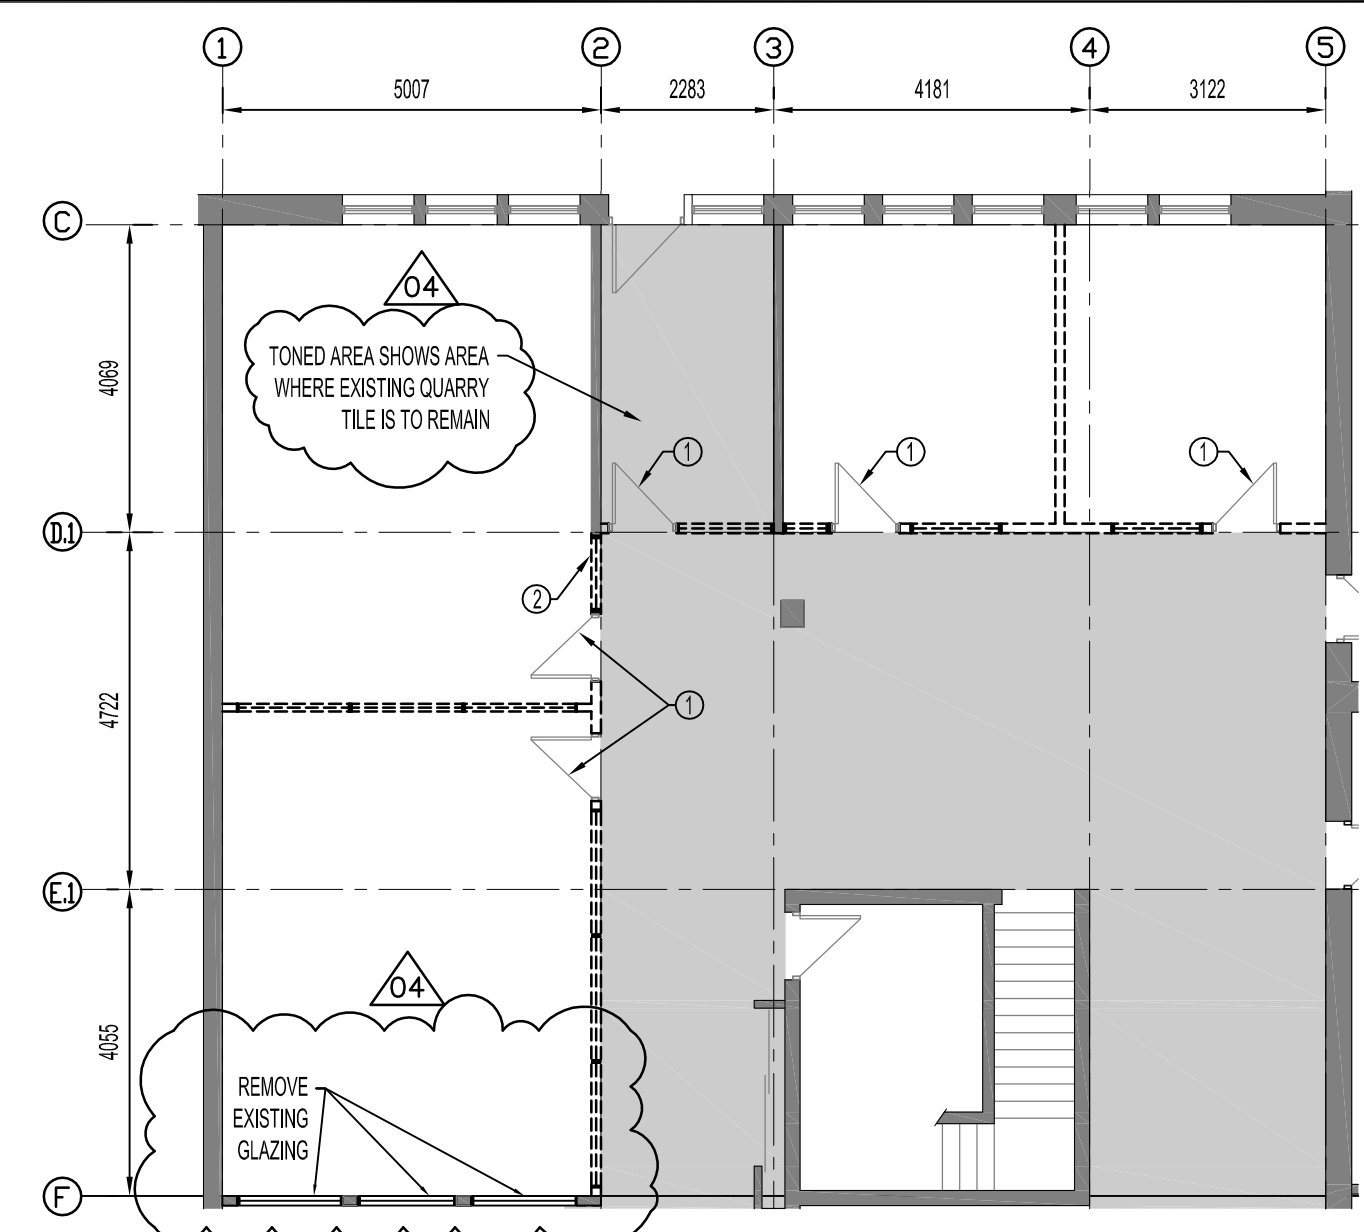 1 2 3 4 5
5007 2283 4181 3122
C
04
TONED AREA SHOWS AREA
WHERE EXISTING QUARRY
TILE IS TO REMAIN
4069
1 1 1
D.1
2
4722
1
E.1
04
4055
REMOVE
EXISTING
GLAZING
F